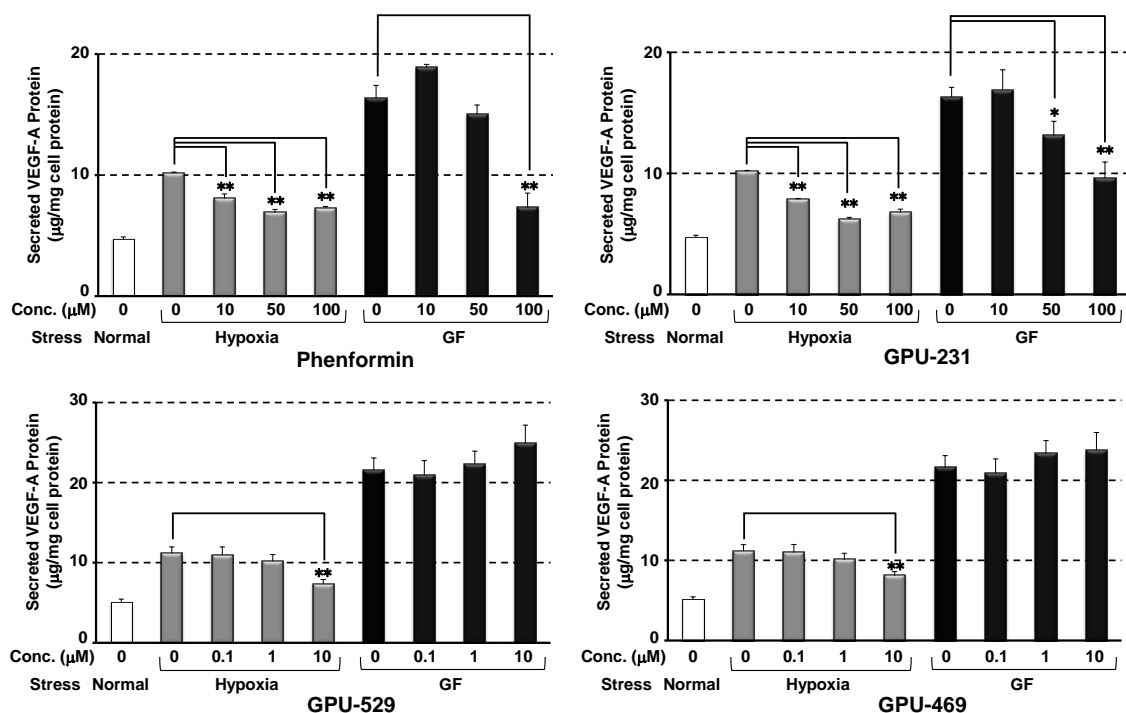 Secreted VEGF-A Protein
(µg/mg cell protein)
20
10
0
** ** ** **
Conc. (µM) 0 0 10 50 100 0 10 50 100
Stress Normal Hypoxia GF
Phenformin
Secreted VEGF-A Protein
(µg/mg cell protein)
20
10
0
** ** ** * **
Conc. (µM) 0 0 10 50 100 0 10 50 100
Stress Normal Hypoxia GF
GPU-231
Secreted VEGF-A Protein
(µg/mg cell protein)
30
20
10
0
**
Conc. (µM) 0 0 0.1 1 10 0 0.1 1 10
Stress Normal Hypoxia GF
GPU-529
Secreted VEGF-A Protein
(µg/mg cell protein)
30
20
10
0
**
Conc. (µM) 0 0 0.1 1 10 0 0.1 1 10
Stress Normal Hypoxia GF
GPU-469